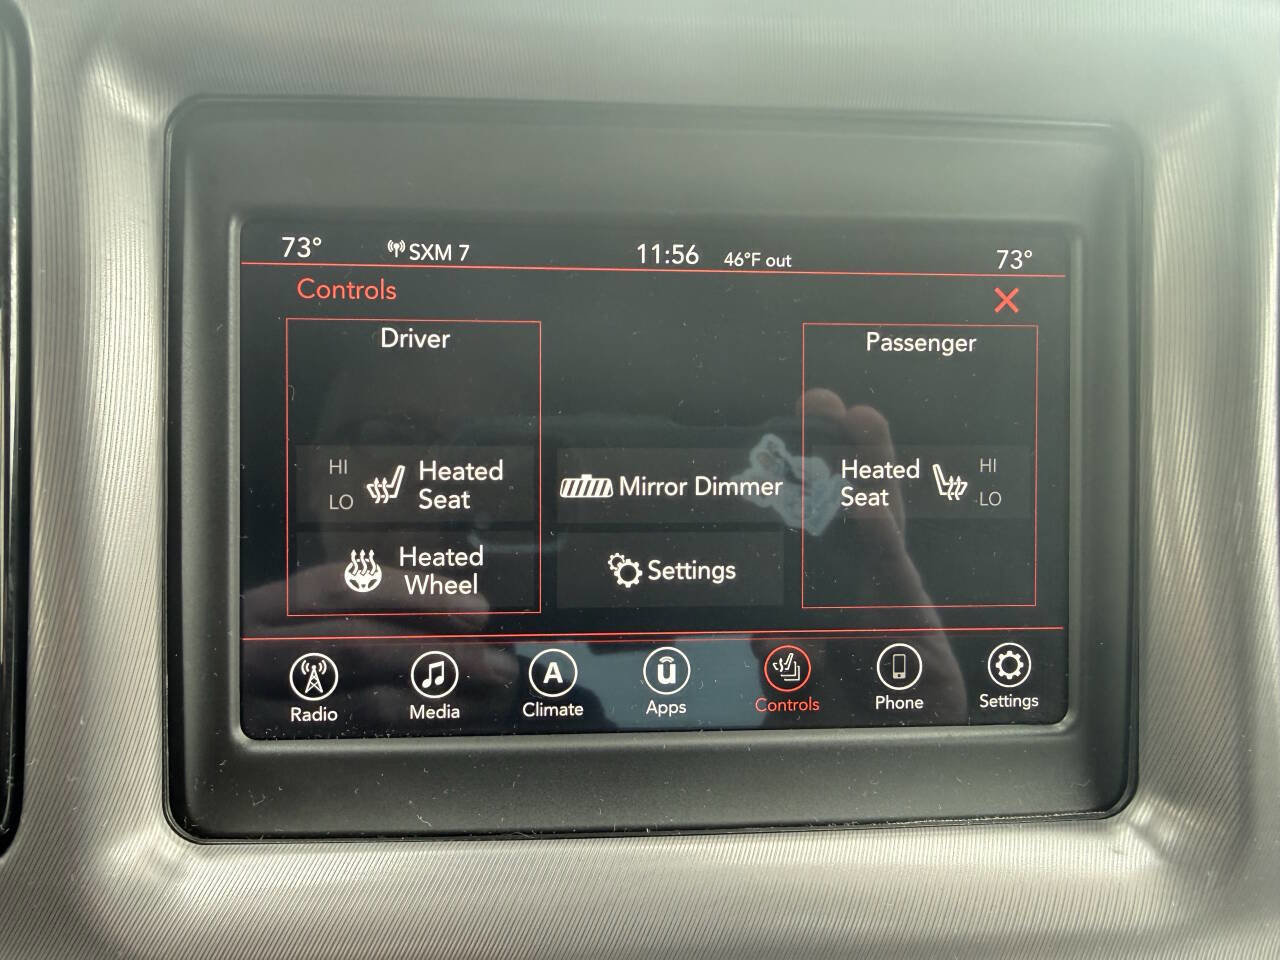 73° SXM 7 11:56 46°F out 73°
Controls
Driver
Passenger
HI
LO
Heated
Seat
Mirror Dimmer
Heated
Seat
HI
LO
Heated
Wheel
Settings
Radio
Media
A
Climate
ū
Apps
Controls
Phone
Settings